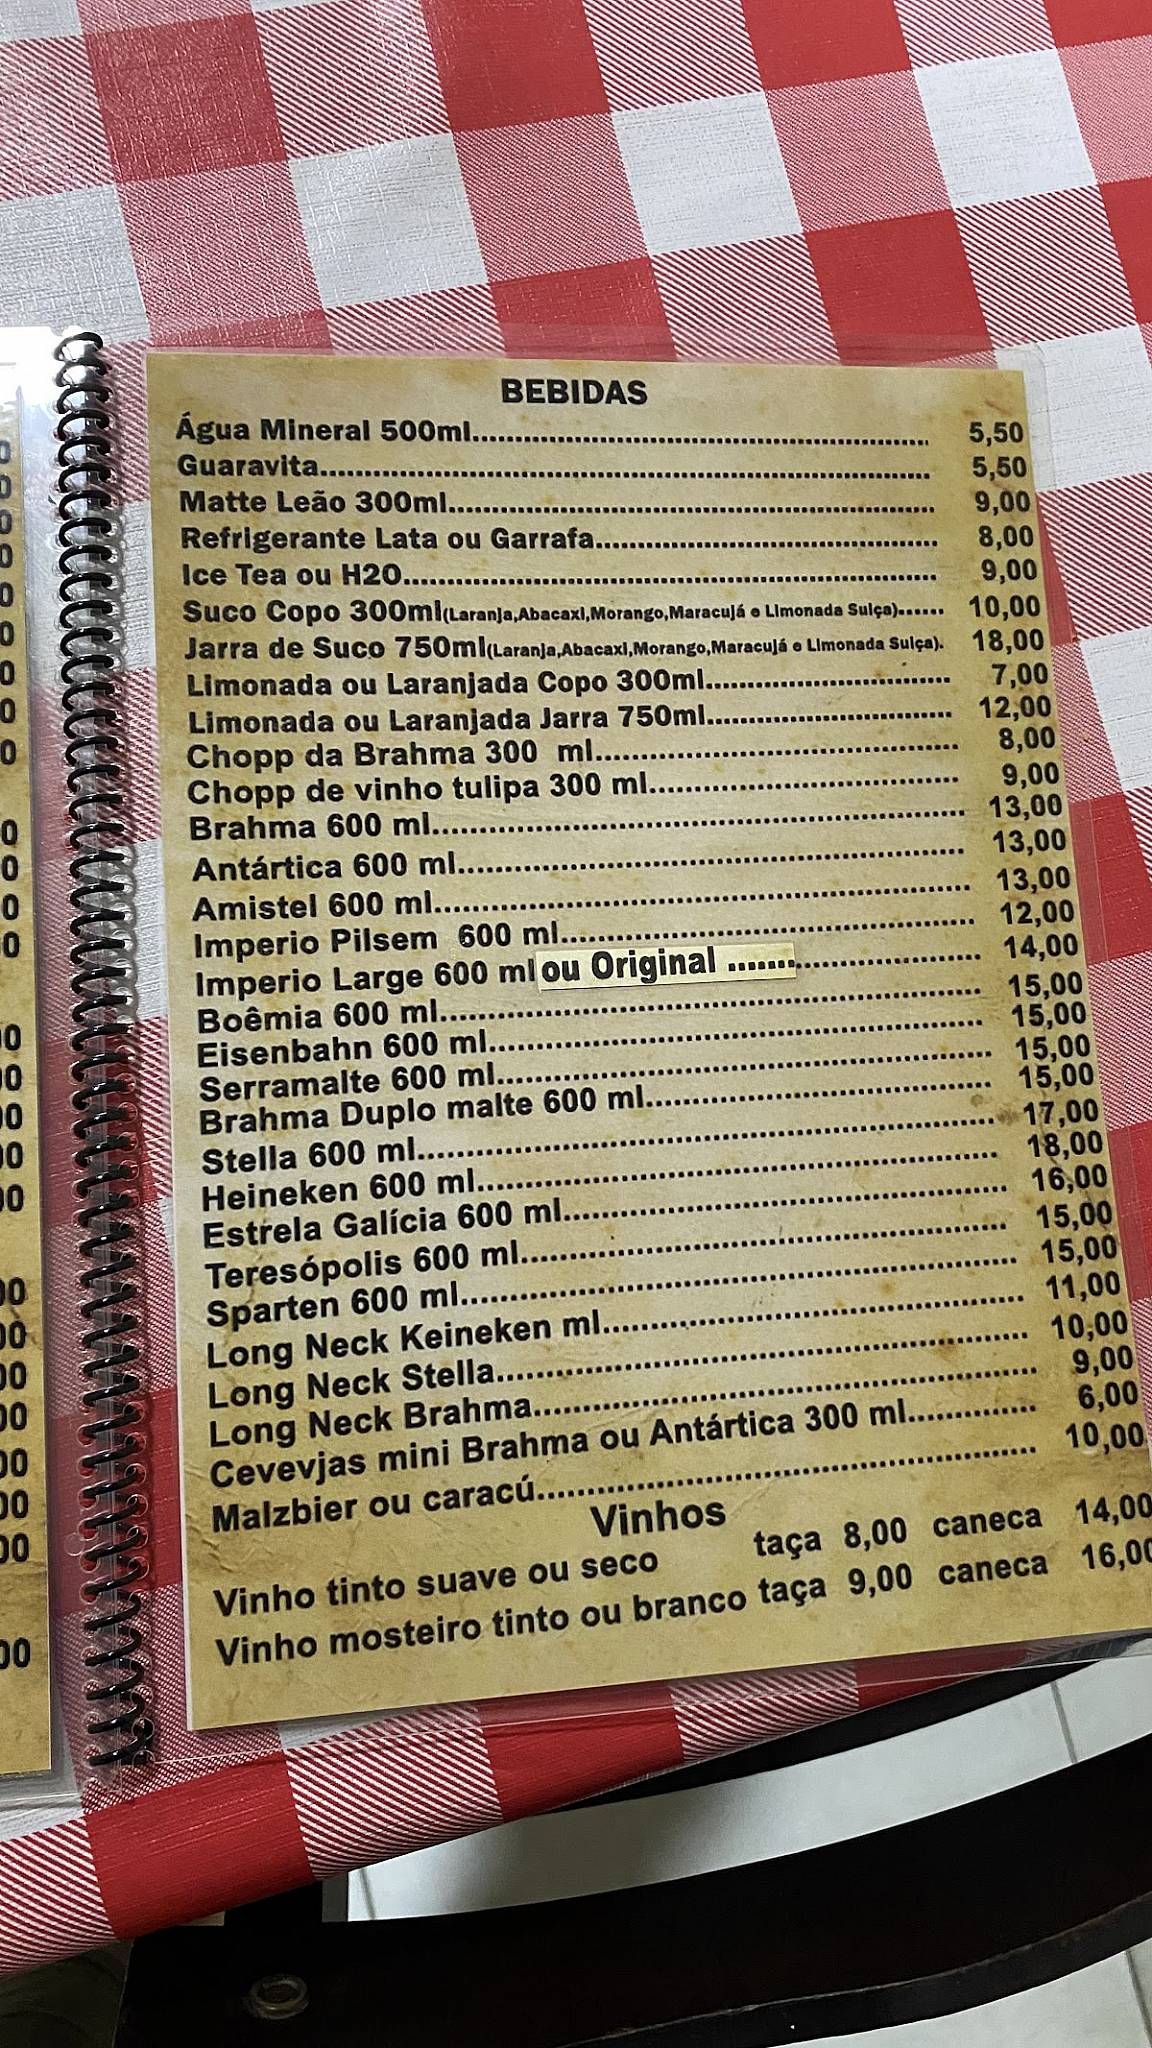 BEBIDAS
Água Mineral 500ml........................................................ 5,50
Guaravita........................................................................ 5,50
Matte Leão 300ml........................................................... 9,00
Refrigerante Lata ou Garrafa.......................................... 8,00
Ice Tea ou H2O................................................................ 9,00
Suco Copo 300ml(Laranja,Abacaxi,Morango,Maracujá e Limonada Suiça)...... 10,00
Jarra de Suco 750ml(Laranja,Abacaxi,Morango,Maracujá e Limonada Suiça). 18,00
Limonada ou Laranjada Copo 300ml............................. 7,00
Limonada ou Laranjada Jarra 750ml............................. 12,00
Chopp da Brahma 300 ml........................................... 8,00
Chopp de vinho tulipa 300 ml..................................... 9,00
Brahma 600 ml............................................................... 13,00
Antártica 600 ml............................................................ 13,00
Amistel 600 ml............................................................... 13,00
Imperio Pilsem 600 ml................................................. 12,00
Imperio Large 600 ml ou Original ............................ 14,00
Boêmia 600 ml............................................................... 15,00
Eisenbahn 600 ml.......................................................... 15,00
Serramalte 600 ml......................................................... 15,00
Brahma Duplo malte 600 ml......................................... 15,00
Stella 600 ml................................................................... 17,00
Heineken 600 ml............................................................ 18,00
Estrela Galícia 600 ml................................................... 16,00
Teresópolis 600 ml........................................................ 15,00
Sparten 600 ml............................................................... 15,00
Long Neck Keineken ml................................................ 11,00
Long Neck Stella............................................................ 10,00
Long Neck Brahma......................................................... 9,00
Cevevjas mini Brahma ou Antártica 300 ml.............. 6,00
Malzbier ou caracú......................................................... 10,00
Vinhos
Vinho tinto suave ou seco taça 8,00 caneca 14,00
Vinho mosteiro tinto ou branco taça 9,00 caneca 16,00